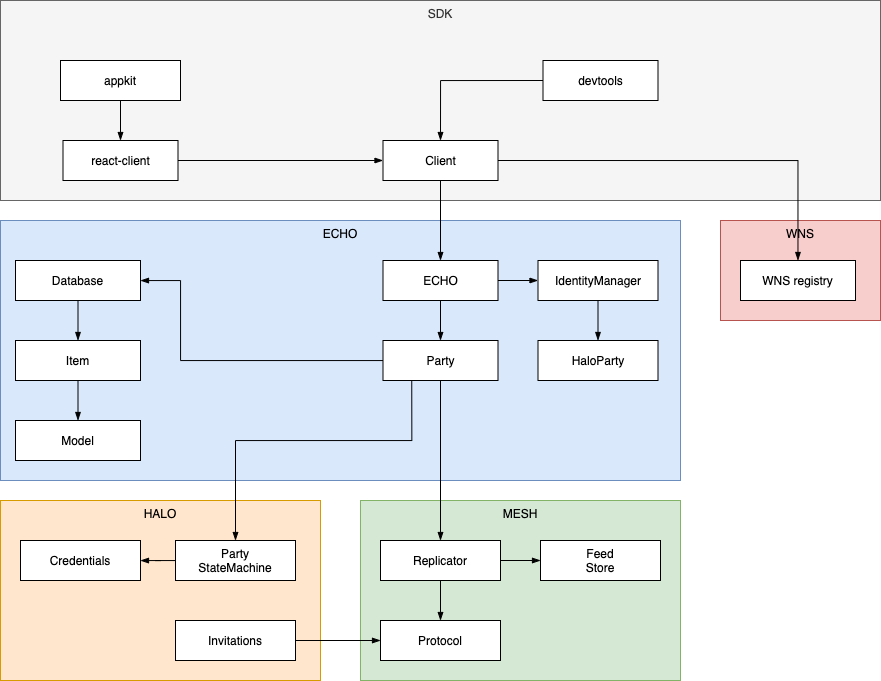 SDK
appkit
devtools
react-client
Client
ECHO
WNS
Database
ECHO
IdentityManager
WNS registry
Item
Party
HaloParty
Model
HALO
MESH
Credentials
Party
StateMachine
Replicator
Feed
Store
Invitations
Protocol